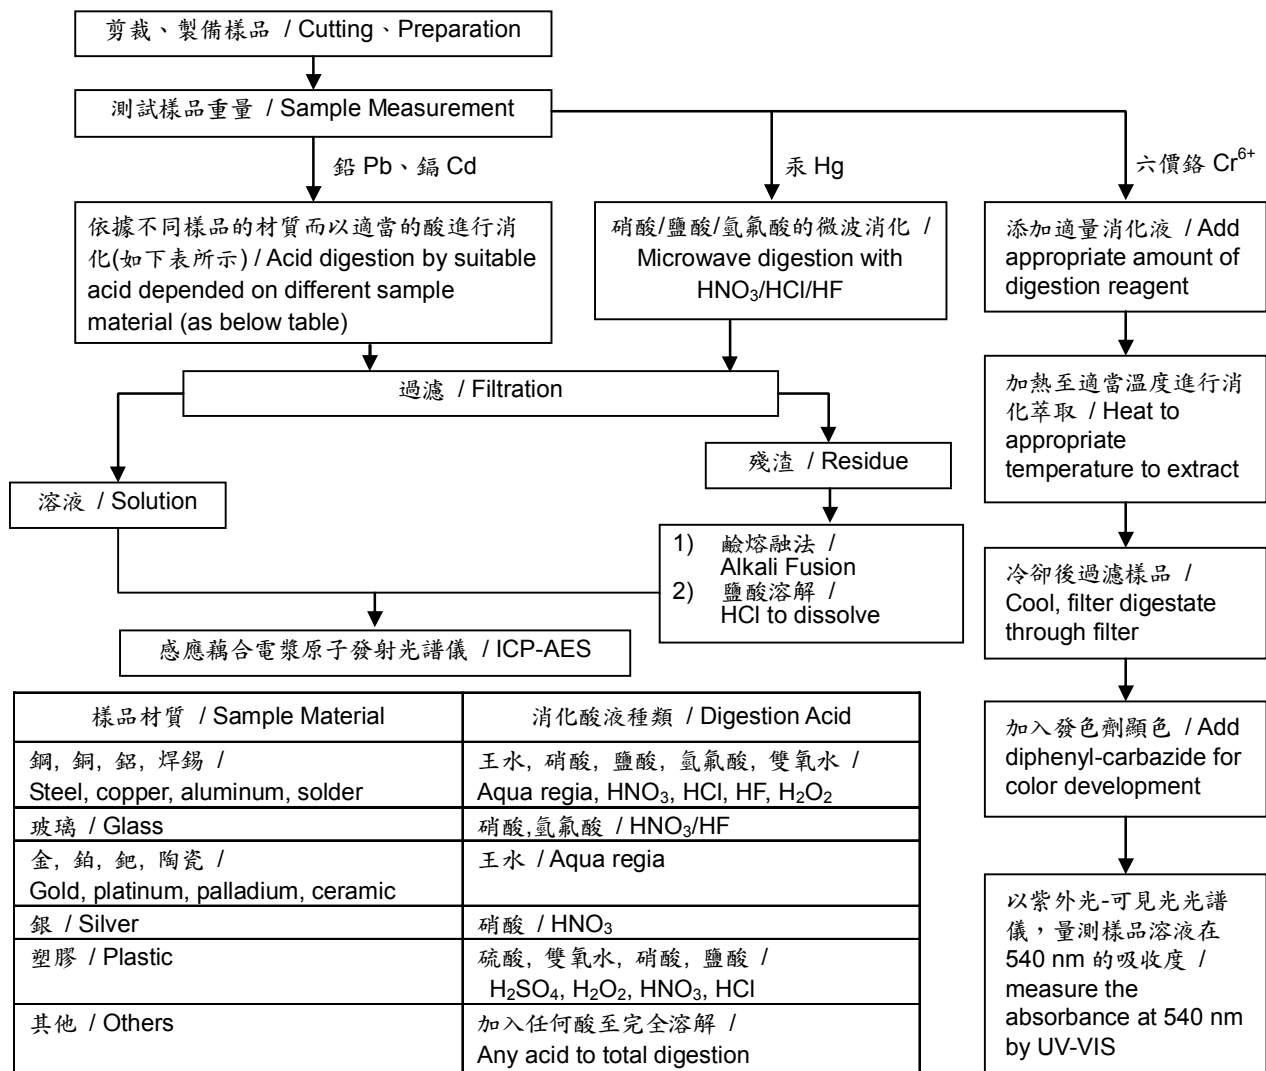 剪裁、製備樣品 / Cutting、Preparation
測試樣品重量 / Sample Measurement
鉛 Pb、鎘 Cd
汞 Hg
六價鉻 Cr⁶⁺
依據不同樣品的材質而以適當的酸進行消
化(如下表所示) / Acid digestion by suitable
acid depended on different sample
material (as below table)
硝酸/鹽酸/氫氟酸的微波消化 /
Microwave digestion with
HNO₃/HCl/HF
添加適量消化液 / Add
appropriate amount of
digestion reagent
過濾 / Filtration
加熱至適當溫度進行消
化萃取 / Heat to
appropriate
temperature to extract
溶液 / Solution
殘渣 / Residue
1) 鹼熔融法 /
Alkali Fusion
2) 鹽酸溶解 /
HCl to dissolve
冷卻後過濾樣品 /
Cool, filter digestate
through filter
感應藕合電漿原子發射光譜儀 / ICP-AES
加入發色劑顯色 / Add
diphenyl-carbazide for
color development
以紫外光-可見光光譜
儀，量測樣品溶液在
540 nm 的吸收度 /
measure the
absorbance at 540 nm
by UV-VIS
樣品材質 / Sample Material
消化酸液種類 / Digestion Acid
鋼, 銅, 鋁, 焊錫 /
Steel, copper, aluminum, solder
王水, 硝酸, 鹽酸, 氫氟酸, 雙氧水 /
Aqua regia, HNO₃, HCl, HF, H₂O₂
玻璃 / Glass
硝酸,氫氟酸 / HNO₃/HF
金, 鉑, 鈀, 陶瓷 /
Gold, platinum, palladium, ceramic
王水 / Aqua regia
銀 / Silver
硝酸 / HNO₃
塑膠 / Plastic
硫酸, 雙氧水, 硝酸, 鹽酸 /
H₂SO₄, H₂O₂, HNO₃, HCl
其他 / Others
加入任何酸至完全溶解 /
Any acid to total digestion